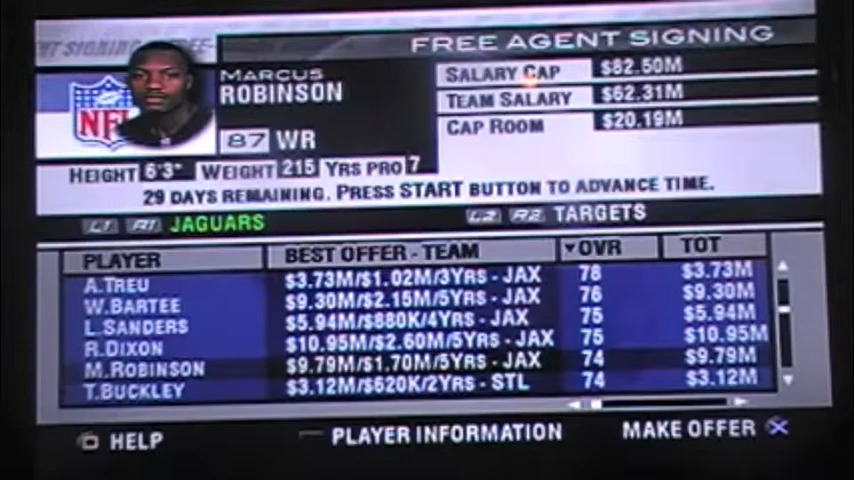 FREE AGENT SIGNING
NFL
MARCUS
ROBINSON
87 WR
SALARY CAP $82.50M
TEAM SALARY $62.31M
CAP ROOM $20.19M
HEIGHT 6'3" WEIGHT 215 YRS PRO 7
29 DAYS REMAINING. PRESS START BUTTON TO ADVANCE TIME.
L1 R1 JAGUARS L2 R2 TARGETS
PLAYER BEST OFFER - TEAM OVR TOT
A.TREU $3.73M/$1.02M/3YRS - JAX 78 $3.73M
W.BARTEE $9.30M/$2.15M/5YRS - JAX 76 $9.30M
L.SANDERS $5.94M/$880K/4YRS - JAX 75 $5.94M
R.DIXON $10.95M/$2.60M/5YRS - JAX 75 $10.95M
M.ROBINSON $9.79M/$1.70M/5YRS - JAX 74 $9.79M
T.BUCKLEY $3.12M/$620K/2YRS - STL 74 $3.12M
HELP PLAYER INFORMATION MAKE OFFER